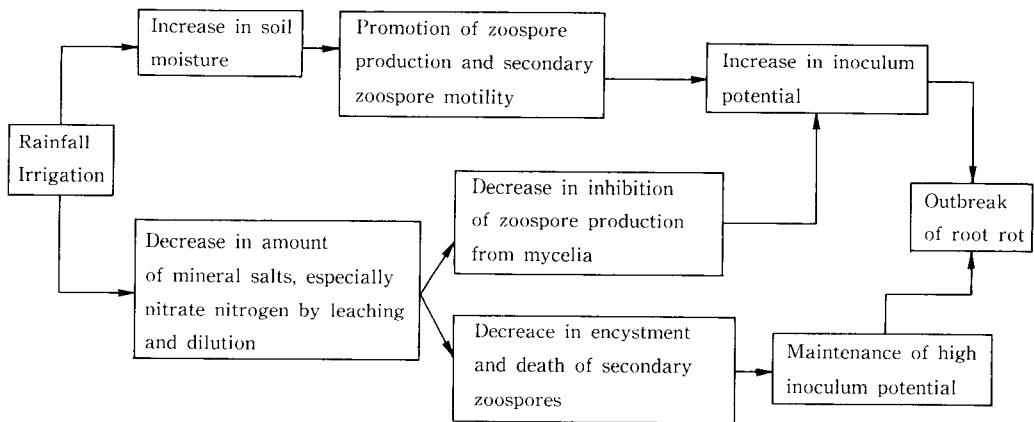 Increase in soil
moisture
Promotion of zoospore
production and secondary
zoospore motility
Increase in inoculum
potential
Rainfall
Irrigation
Decrease in inhibition
of zoospore production
from mycelia
Outbreak
of root rot
Decrease in amount
of mineral salts, especially
nitrate nitrogen by leaching
and dilution
Decreace in encystment
and death of secondary
zoospores
Maintenance of high
inoculum potential